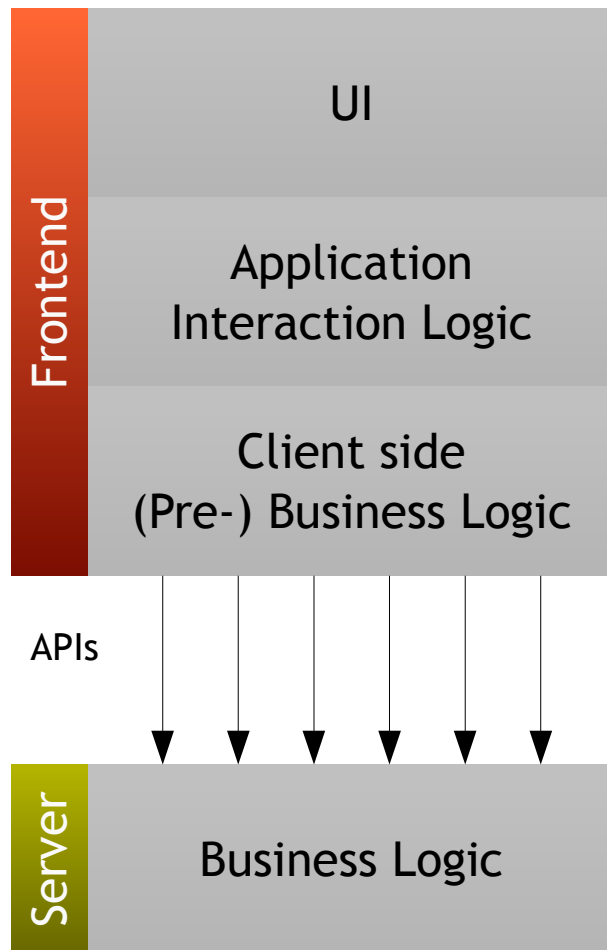 Frontend
UI
Application
Interaction Logic
Client side
(Pre-) Business Logic
APIs
Server
Business Logic